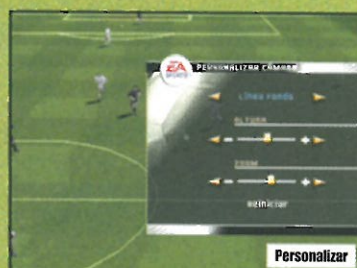 EA
SPORTS
PERSONALIZAR CÁMARA
Línea banda
ALTURA
ZOOM
Reiniciar
Personalizar